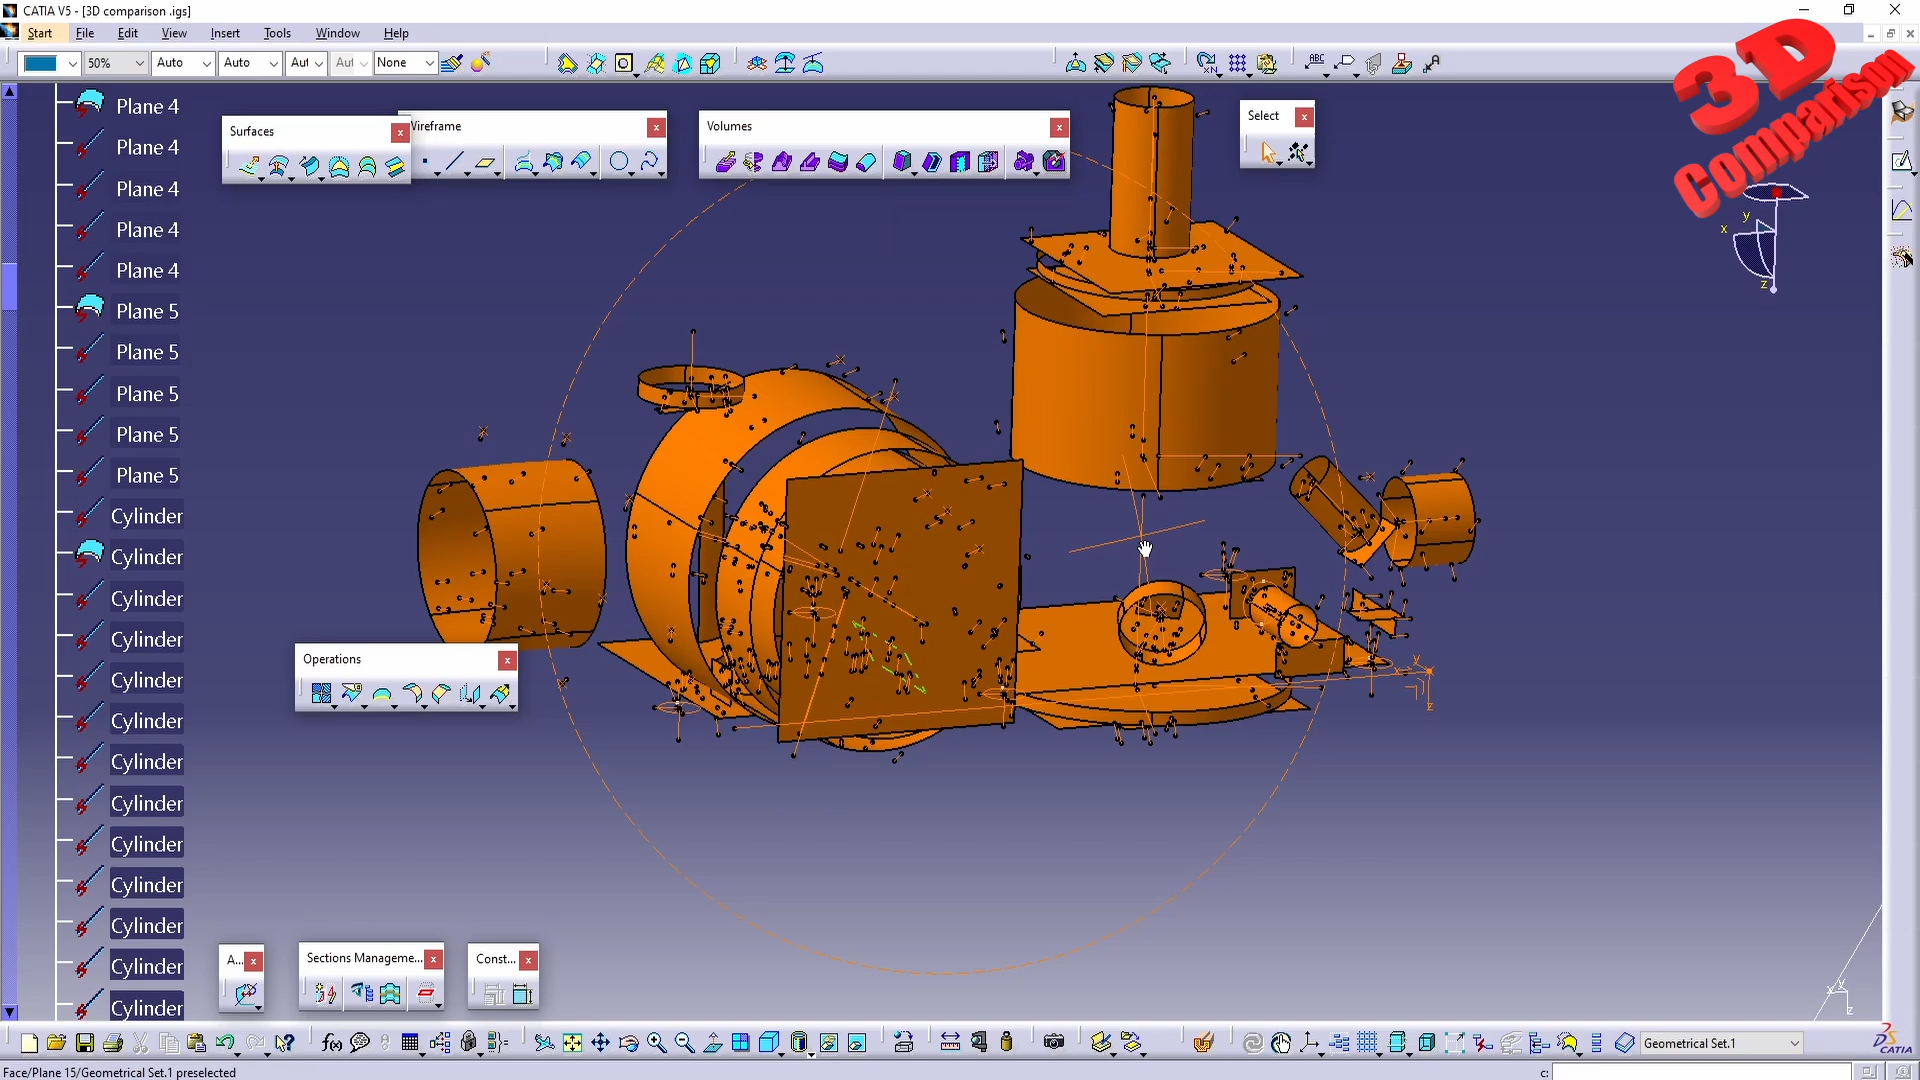 CATIA V5 - [3D comparison .igs]
Start File Edit View Insert Tools Window Help
50% Auto Auto Aut Aut None
ABC
3D
Comparison
Plane 4
Plane 4
Plane 4
Plane 4
Plane 4
Plane 5
Plane 5
Plane 5
Plane 5
Plane 5
Cylinder
Cylinder
Cylinder
Cylinder
Cylinder
Cylinder
Cylinder
Cylinder
Cylinder
Cylinder
Cylinder
Cylinder
Cylinder
Surfaces
Wireframe
Volumes
Select
x
y
z
Operations
y
z
A...
Sections Manageme...
Const...
x y
z
f(x)
Geometrical Set.1
CATIA
Face/Plane 15/Geometrical Set.1 preselected
c: